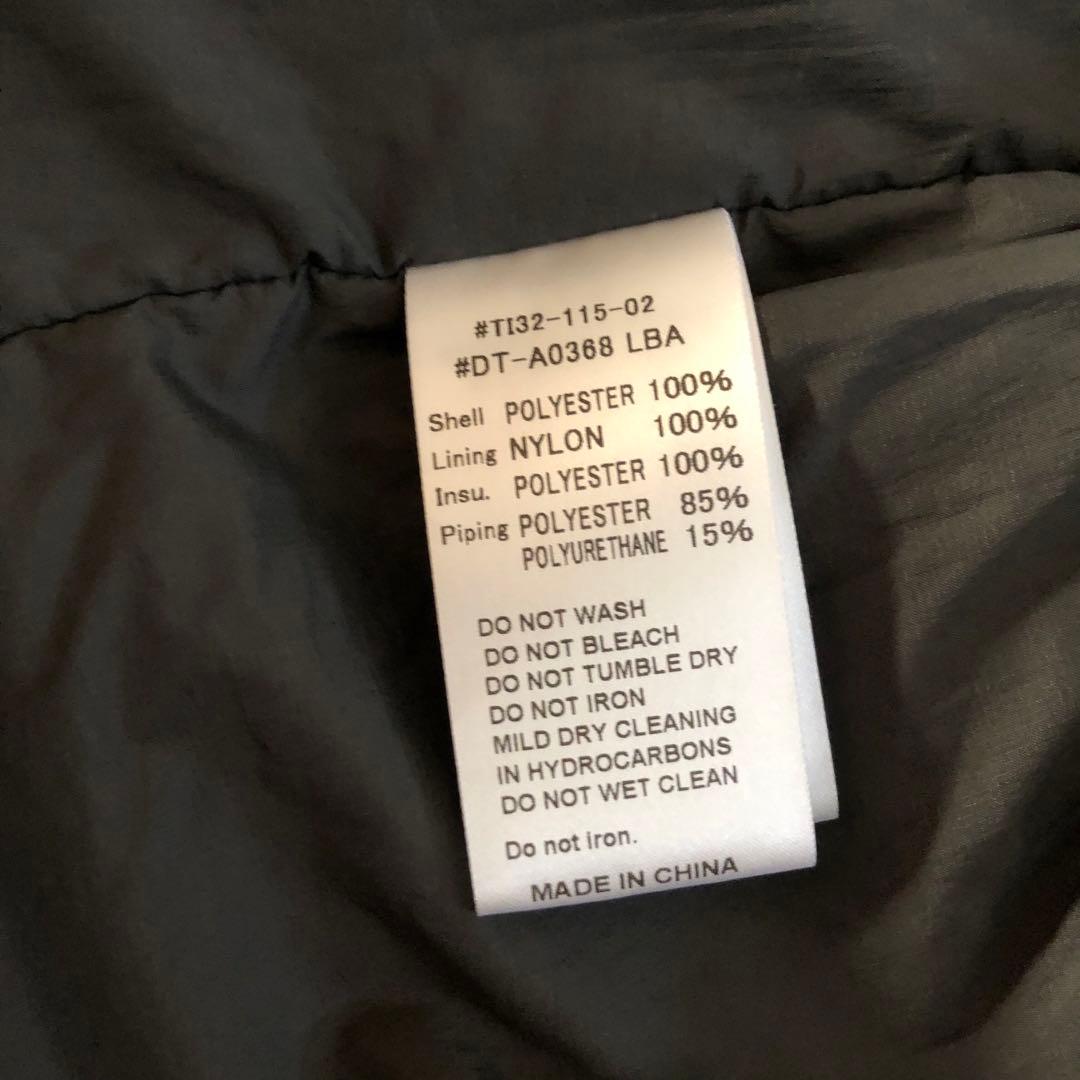 #TI32-115-02
#DT-A0368 LBA
Shell POLYESTER 100%
Lining NYLON 100%
Insu. POLYESTER 100%
Piping POLYESTER 85%
POLYURETHANE 15%
DO NOT WASH
DO NOT BLEACH
DO NOT TUMBLE DRY
DO NOT IRON
MILD DRY CLEANING
IN HYDROCARBONS
DO NOT WET CLEAN
Do not iron.
MADE IN CHINA